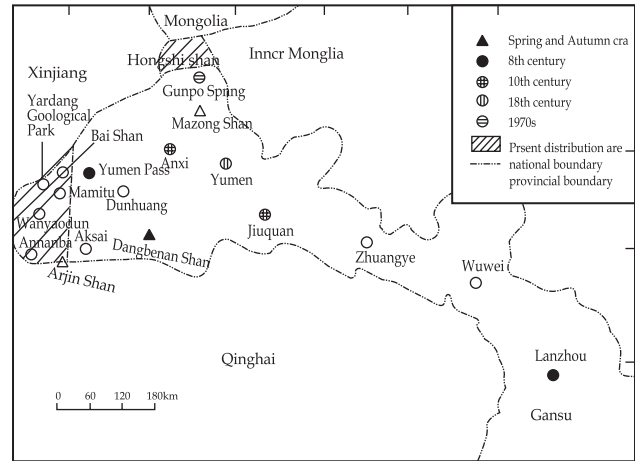 Mongolia
Hongshi shan
Inncr Monglia
Xinjiang
Gunpo Spring
Yardang
Geological
Park
Mazong Shan
Bai Shan
Yumen Pass
Anxi
Yumen
Mamitu
Dunhuang
Wanyaodun
Annanba
Aksai
Dangbenan Shan
Jiuquan
Zhuangye
Arjin Shan
Wuwei
Qinghai
Lanzhou
Gansu
0 60 120 180km
Spring and Autumn cra
8th century
10th century
18th century
1970s
Prsent distribution are
national boundary
provincial boundary